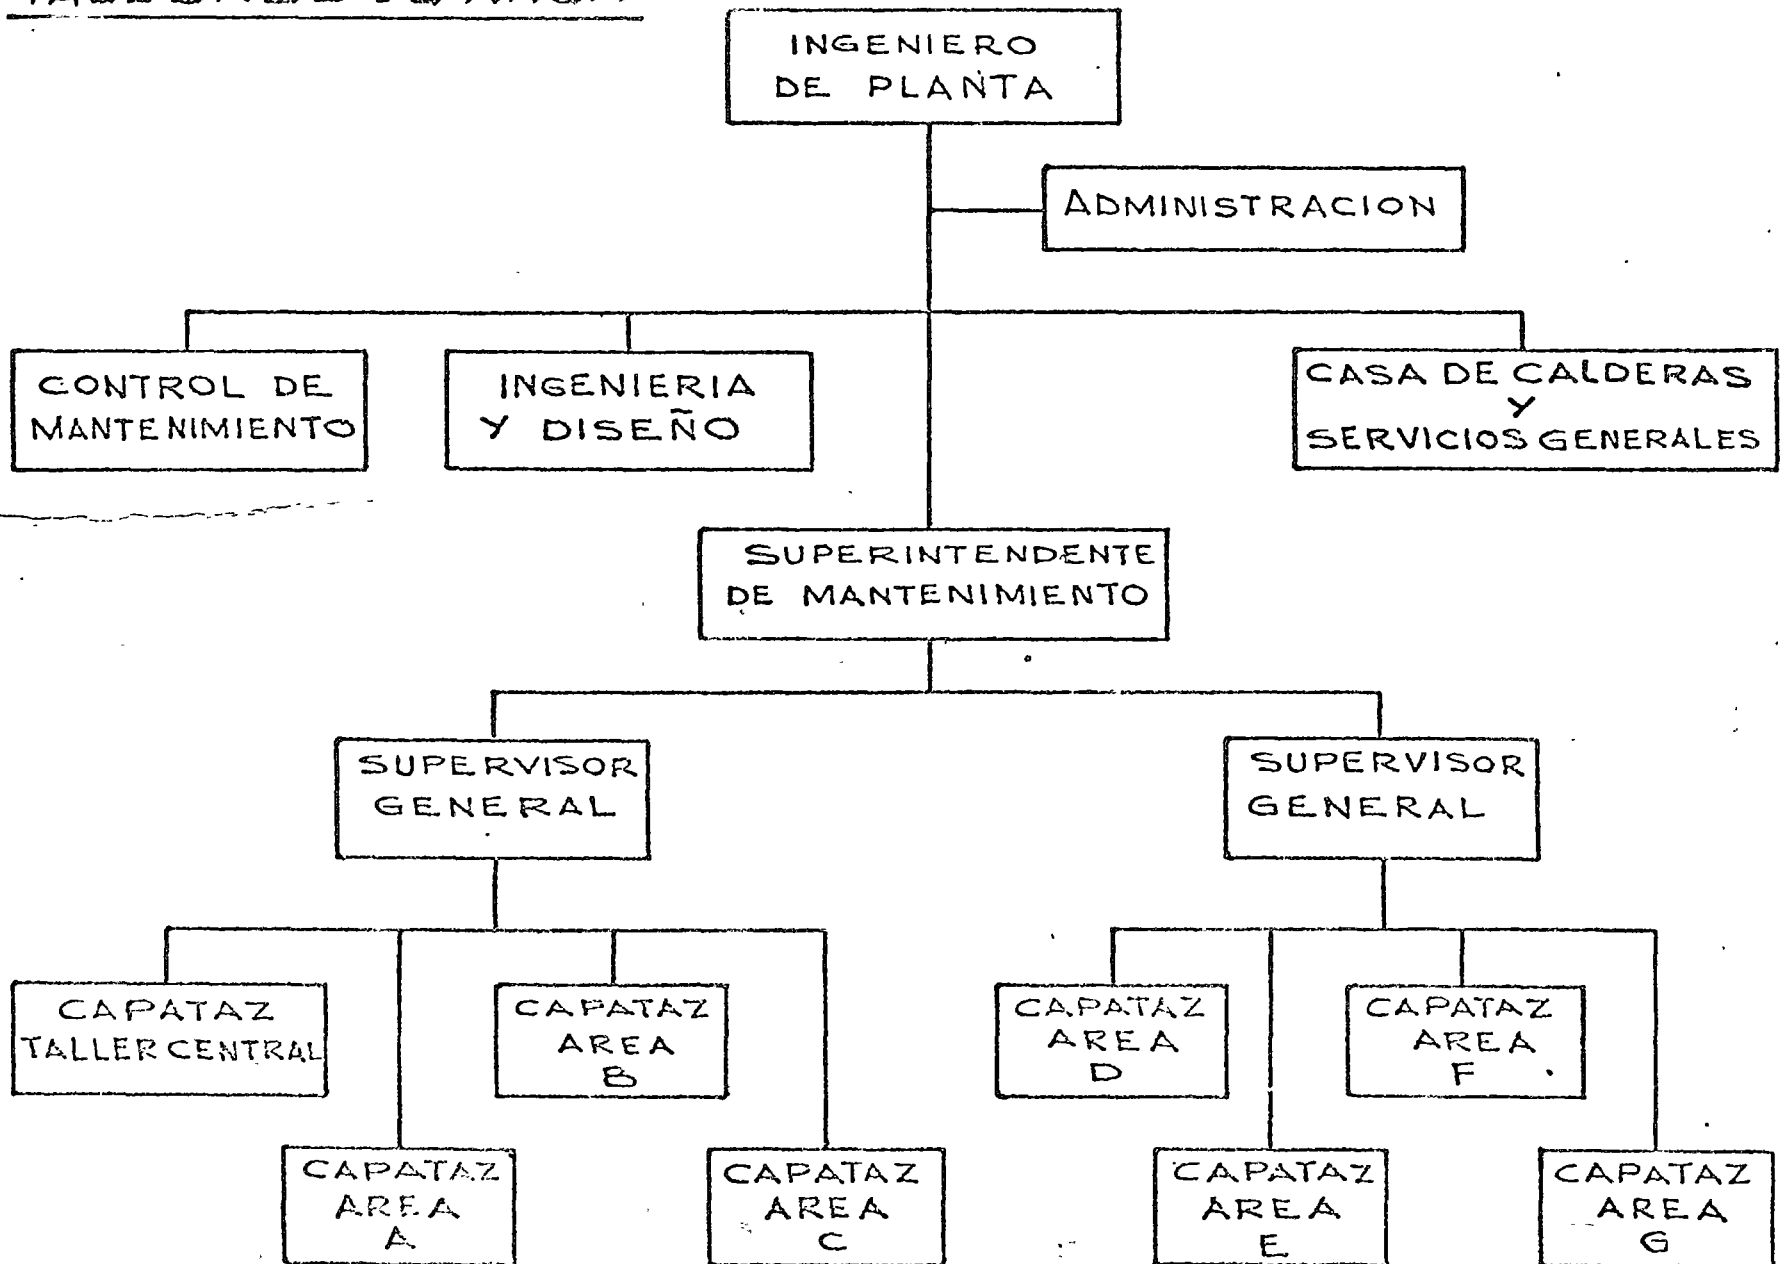 INGENIERO
DE PLANTA
ADMINISTRACION
CONTROL DE
MANTENIMIENTO
INGENIERIA
Y DISEÑO
CASA DE CALDERAS
Y
SERVICIOS GENERALES
SUPERINTENDENTE
DE MANTENIMIENTO
SUPERVISOR
GENERAL
SUPERVISOR
GENERAL
CAPATAZ
TALLER CENTRAL
CAPATAZ
AREA
B
CAPATAZ
AREA
D
CAPATAZ
AREA
F
CAPATAZ
AREA
A
CAPATAZ
AREA
C
CAPATAZ
AREA
E
CAPATAZ
AREA
G